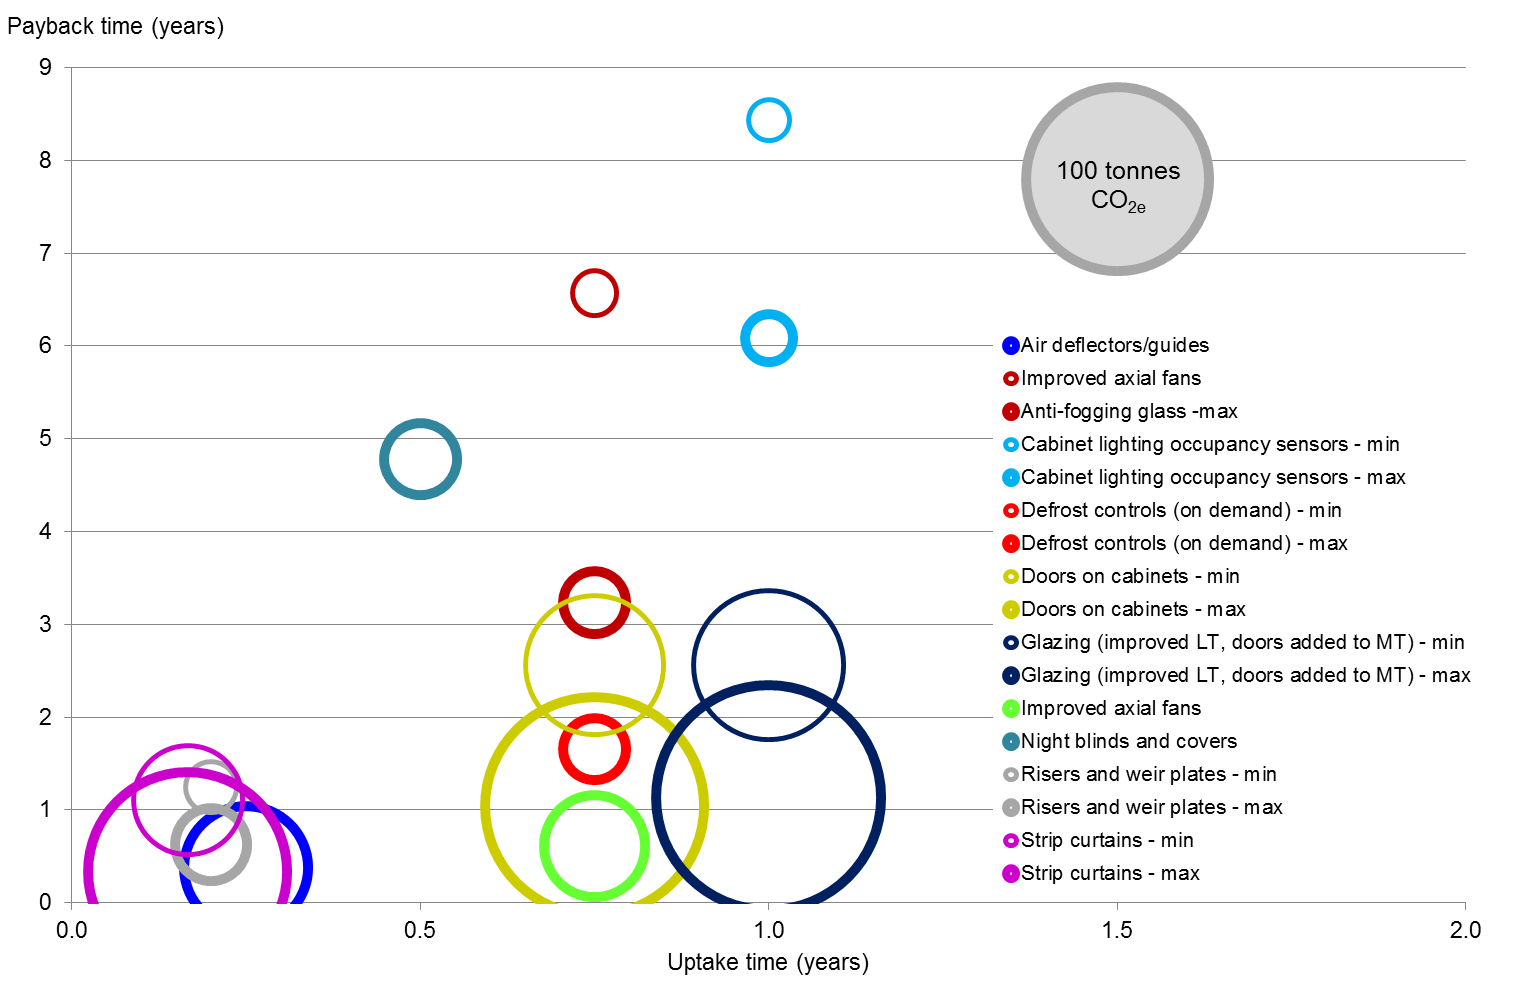 Payback time (years)
9
8
7
6
5
4
3
2
1
0
0.0
0.5
1.0
1.5
2.0
Uptake time (years)
100 tonnes
CO2e
Air deflectors/guides
Improved axial fans
Anti-fogging glass -max
Cabinet lighting occupancy sensors - min
Cabinet lighting occupancy sensors - max
Defrost controls (on demand) - min
Defrost controls (on demand) - max
Doors on cabinets - min
Doors on cabinets - max
Glazing (improved LT, doors added to MT) - min
Glazing (improved LT, doors added to MT) - max
Improved axial fans
Night blinds and covers
Risers and weir plates - min
Risers and weir plates - max
Strip curtains - min
Strip curtains - max